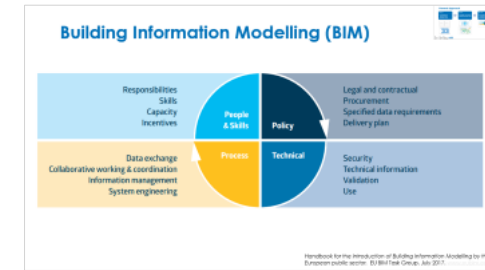 Building Information Modelling (BIM)
Responsibilities
Skills
Capacity
Incentives
People
& Skills
Policy
Legal and contractual
Procurement
Specified data requirements
Delivery plan
Data exchange
Collaborative working & coordination
Information management
System engineering
Process
Technical
Security
Technical information
Validation
Use
Handbook for the introduction of Building Information Modelling by
European public sector. EU BIM Task Group, July 2017.